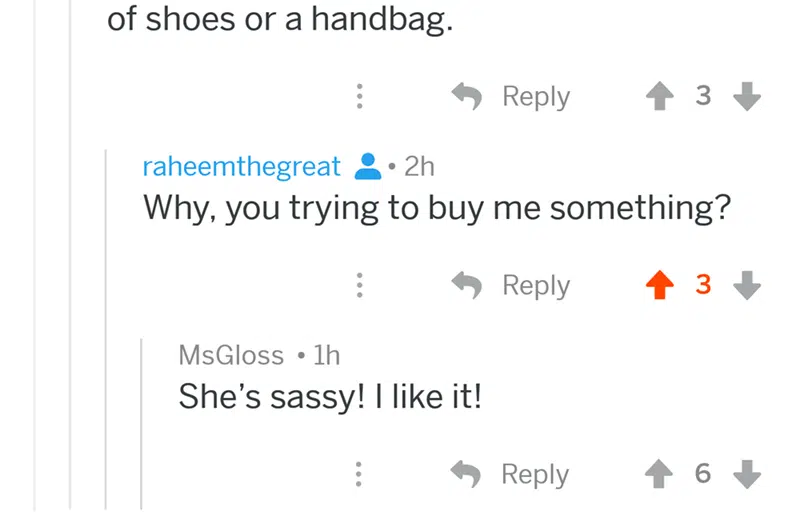 of shoes or a handbag.
Reply 3
raheemthegreat • 2h
Why, you trying to buy me something?
Reply 3
MsGloss • 1h
She's sassy! I like it!
Reply 6